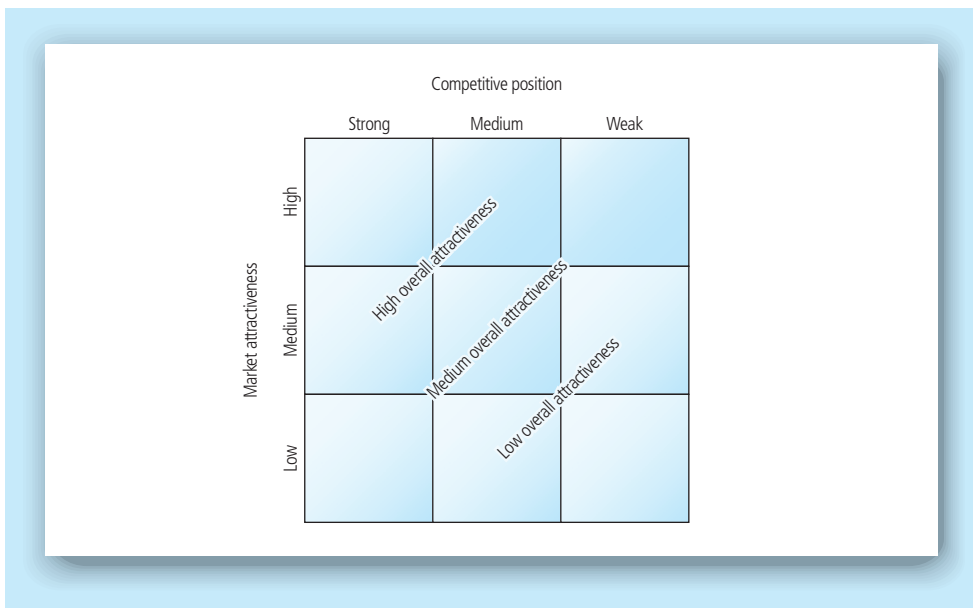 Competitive position
Strong
Medium
Weak
Market attractiveness
High
Medium
Low
High overall attractiveness
Medium overall attractiveness
Low overall attractiveness